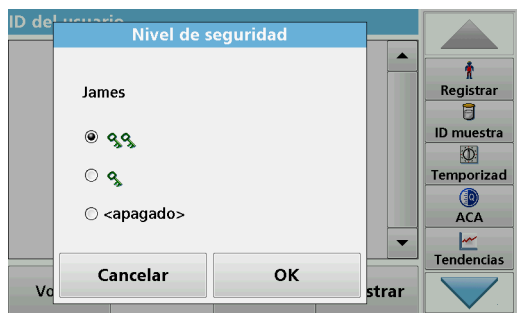 ID del usuario
Nivel de seguridad
James
<apagado>
Cancelar
OK
Vo
strar
Registrar
ID muestra
Temporizad
ACA
Tendencias